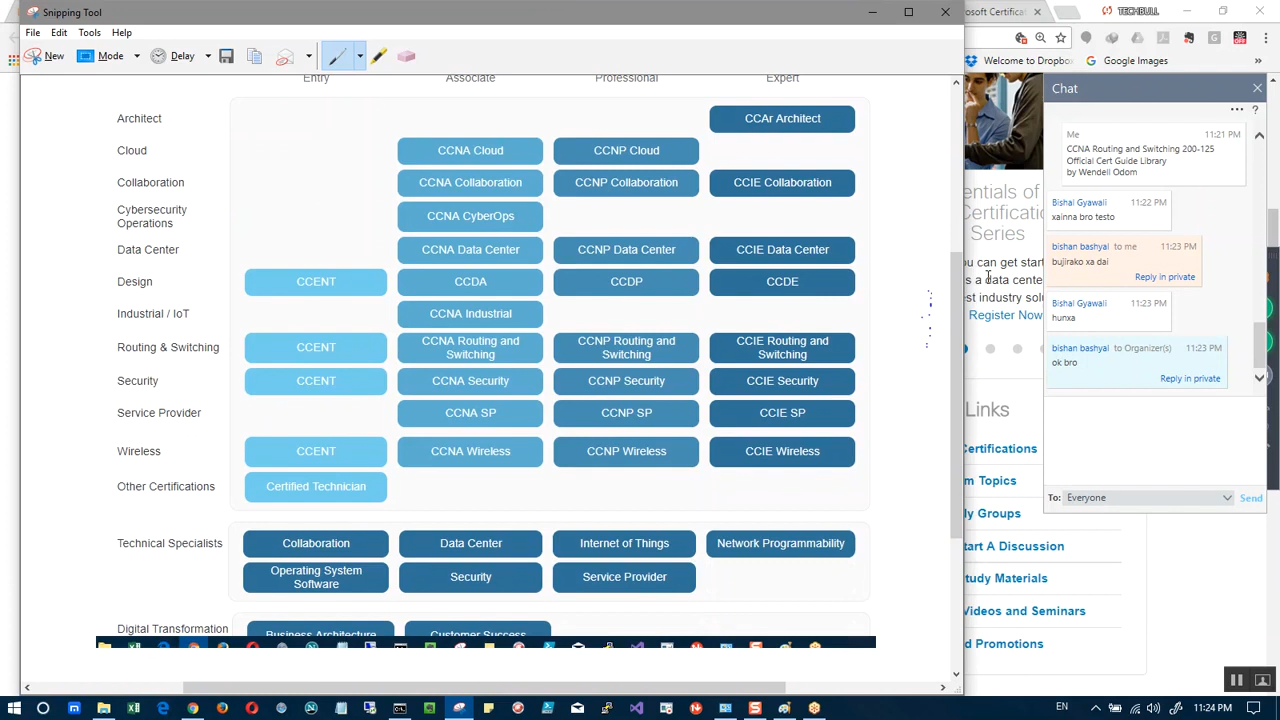 Snipping Tool
osoft Certificat
TECHBULL
File Edit Tools Help
New Mode Delay
Welcome to Dropbo
Google Images
Entry Associate Professional Expert
Architect CCAr Architect
Cloud CCNA Cloud CCNP Cloud
Collaboration CCNA Collaboration CCNP Collaboration CCIE Collaboration
Cybersecurity
Operations
CCNA CyberOps
Data Center CCNA Data Center CCNP Data Center CCIE Data Center
Design CCENT CCDA CCDP CCDE
Industrial / IoT CCNA Industrial
Routing & Switching CCENT
CCNA Routing and
Switching
CCNP Routing and
Switching
CCIE Routing and
Switching
Security CCENT CCNA Security CCNP Security CCIE Security
Service Provider CCNA SP CCNP SP CCIE SP
Wireless CCENT CCNA Wireless CCNP Wireless CCIE Wireless
Other Certifications Certified Technician
Technical Specialists Collaboration Data Center Internet of Things Network Programmability
Operating System
Software
Security Service Provider
Digital Transformation
Business Architecture Customer Success
entials of
Certificatio
Series
ou can get start
s a data cente
est industry solu
Register Now
Links
Certifications
m Topics
ly Groups
tart A Discussion
tudy Materials
Videos and Seminars
d Promotions
Chat
Me 11:21 PM
CCNA Routing and Switching 200-125
Official Cert Guide Library
by Wendell Odom
Bishal Gyawali 11:22 PM
xainna bro testo
bishan bashyal to me 11:23 PM
bujirako xa dai
Reply in private
Bishal Gyawali 11:23 PM
hunxa
bishan bashyal to Organizer(s) 11:23 PM
ok bro
Reply in private
To: Everyone Send
EN 11:24 PM